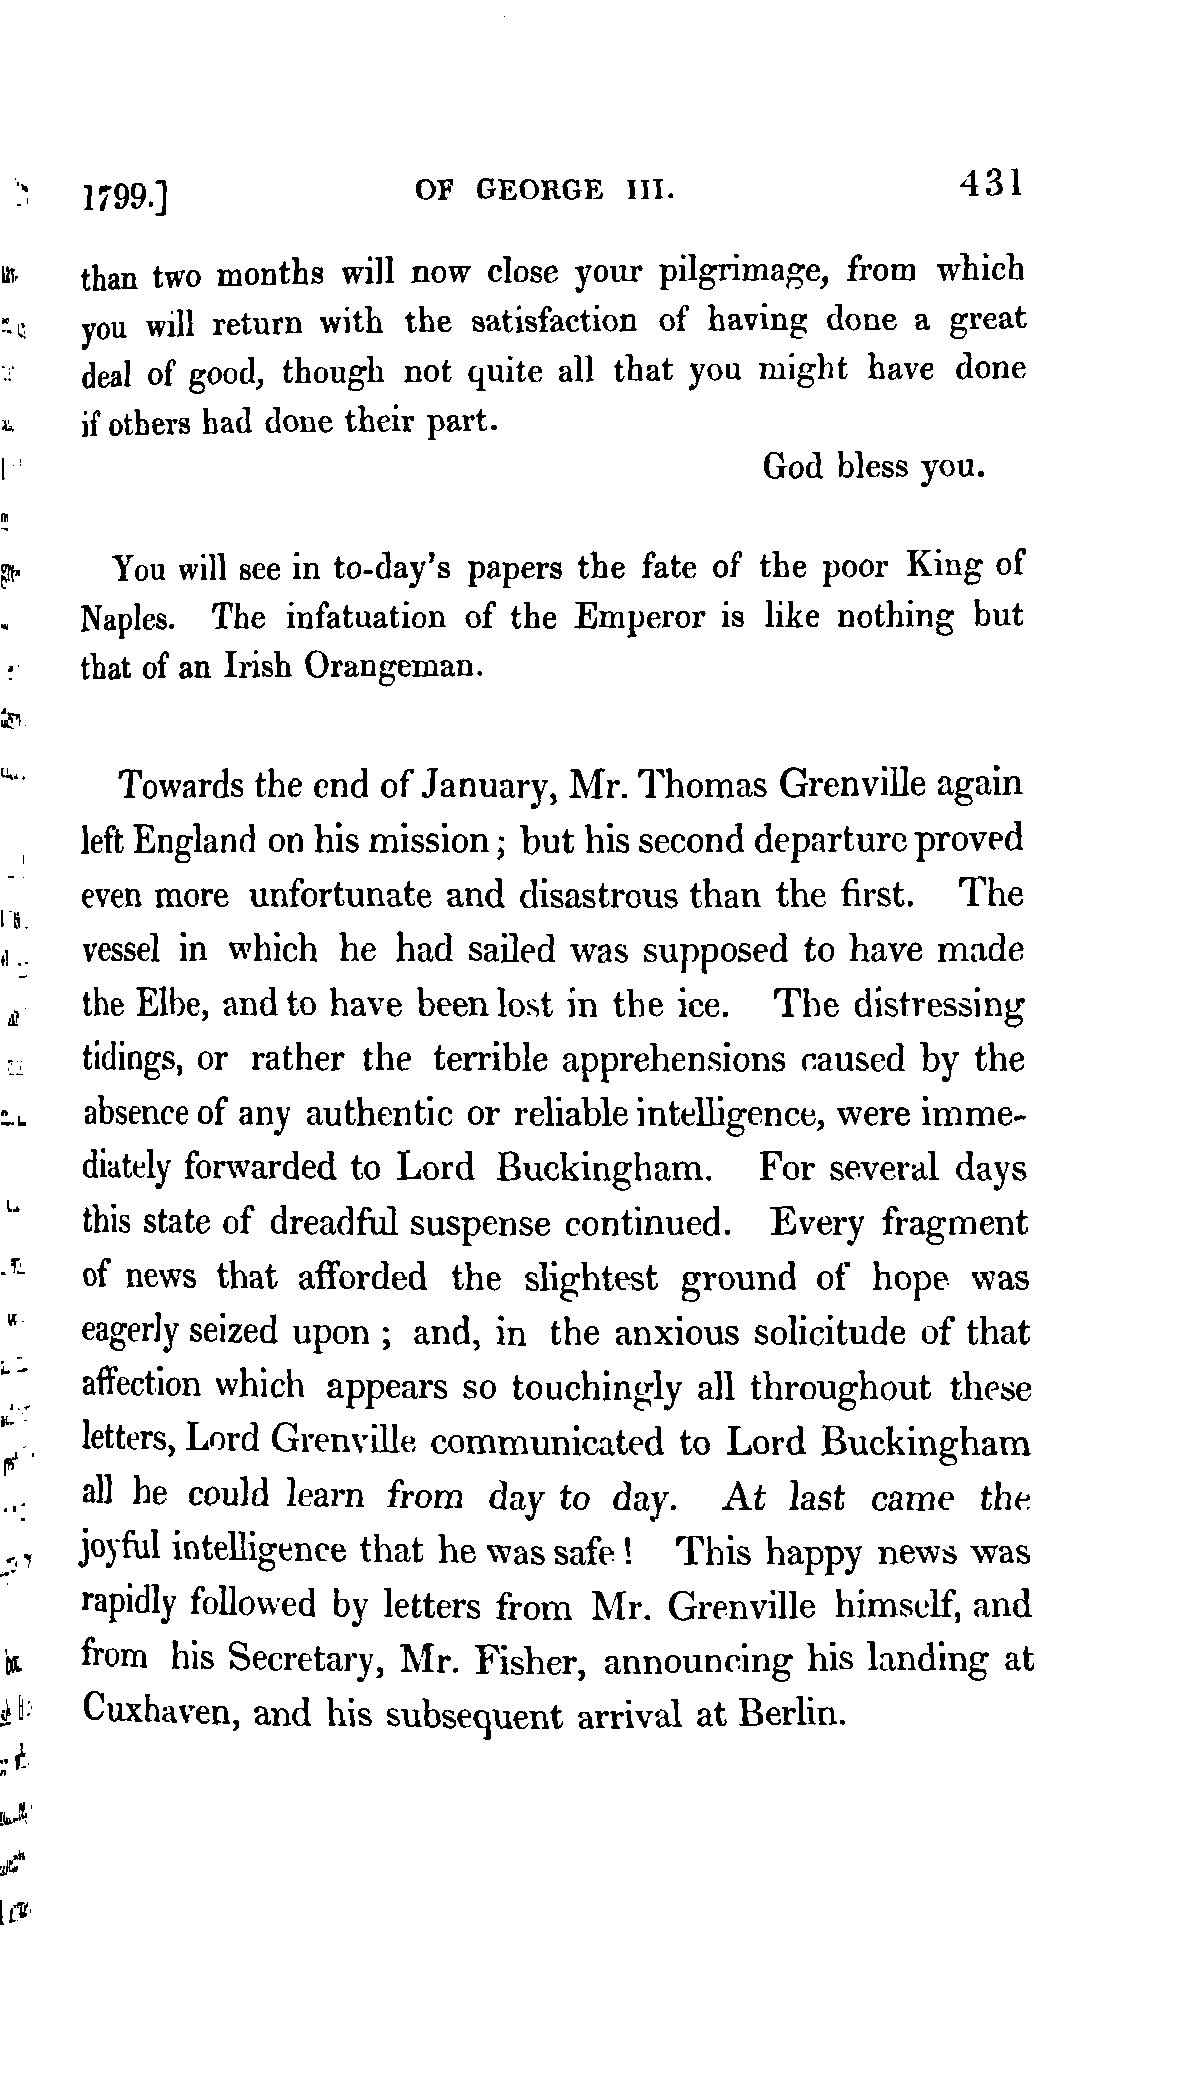 1799.] OF GEORGE III. 431
than two months will now close your pilgrimage, from which
you will return with the satisfaction of having done a great
deal of good, though not quite all that you might have done
if others had done their part.
God bless you.
You will see in to-day's papers the fate of the poor King of
Naples. The infatuation of the Emperor is like nothing but
that of an Irish Orangeman.
Towards the end of January, Mr. Thomas Grenville again
left England on his mission; but his second departure proved
even more unfortunate and disastrous than the first. The
vessel in which he had sailed was supposed to have made
the Elbe, and to have been lost in the ice. The distressing
tidings, or rather the terrible apprehensions caused by the
absence of any authentic or reliable intelligence, were imme-
diately forwarded to Lord Buckingham. For several days
this state of dreadful suspense continued. Every fragment
of news that afforded the slightest ground of hope was
eagerly seized upon; and, in the anxious solicitude of that
affection which appears so touchingly all throughout these
letters, Lord Grenville communicated to Lord Buckingham
all he could learn from day to day. At last came the
joyful intelligence that he was safe! This happy news was
rapidly followed by letters from Mr. Grenville himself, and
from his Secretary, Mr. Fisher, announcing his landing at
Cuxhaven, and his subsequent arrival at Berlin.